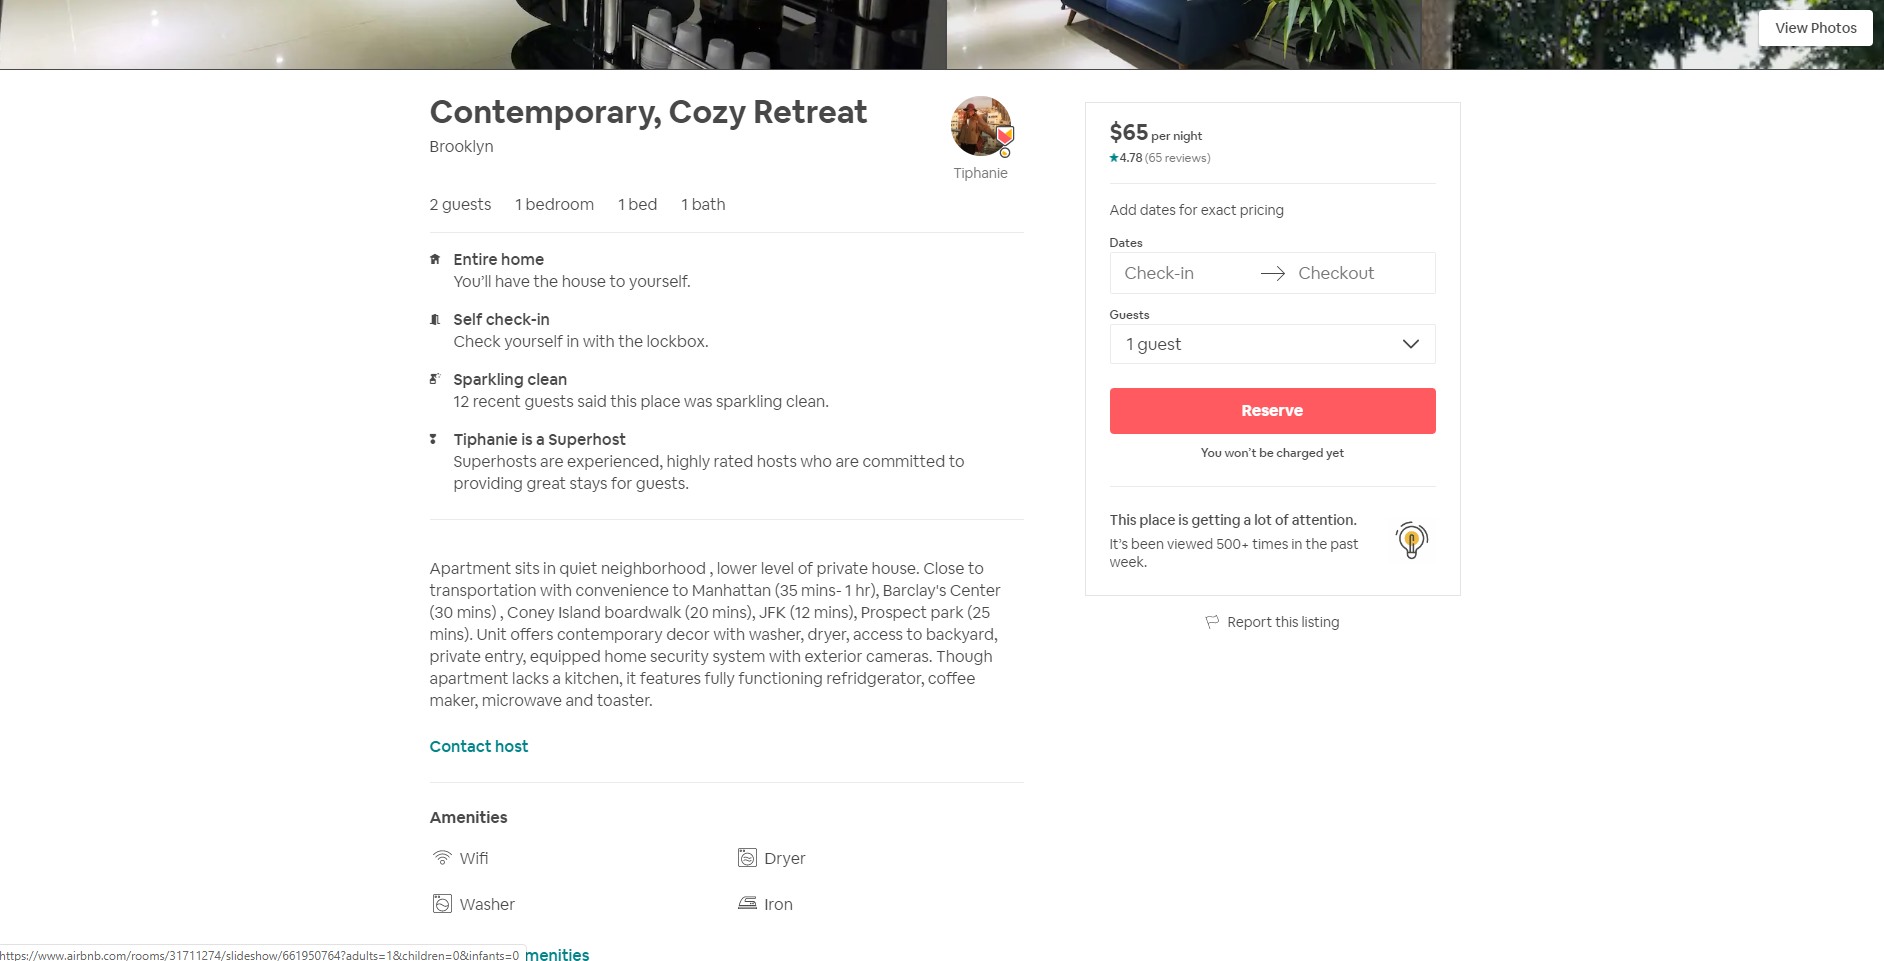 View Photos
Contemporary, Cozy Retreat
Brooklyn
Tiphanie
2 guests 1 bedroom 1 bed 1 bath
Entire home
You’ll have the house to yourself.
Self check-in
Check yourself in with the lockbox.
Sparkling clean
12 recent guests said this place was sparkling clean.
Tiphanie is a Superhost
Superhosts are experienced, highly rated hosts who are committed to
providing great stays for guests.
Apartment sits in quiet neighborhood , lower level of private house. Close to
transportation with convenience to Manhattan (35 mins- 1 hr), Barclay's Center
(30 mins) , Coney Island boardwalk (20 mins), JFK (12 mins), Prospect park (25
mins). Unit offers contemporary decor with washer, dryer, access to backyard,
private entry, equipped home security system with exterior cameras. Though
apartment lacks a kitchen, it features fully functioning refridgerator, coffee
maker, microwave and toaster.
Contact host
Amenities
Wifi Dryer
Washer Iron
https://www.airbnb.com/rooms/31711274/slideshow/661950764?adults=1&children=0&infants=0 menities
$65 per night
★4.78 (65 reviews)
Add dates for exact pricing
Dates
Check-in → Checkout
Guests
1 guest
Reserve
You won’t be charged yet
This place is getting a lot of attention.
It’s been viewed 500+ times in the past
week.
Report this listing